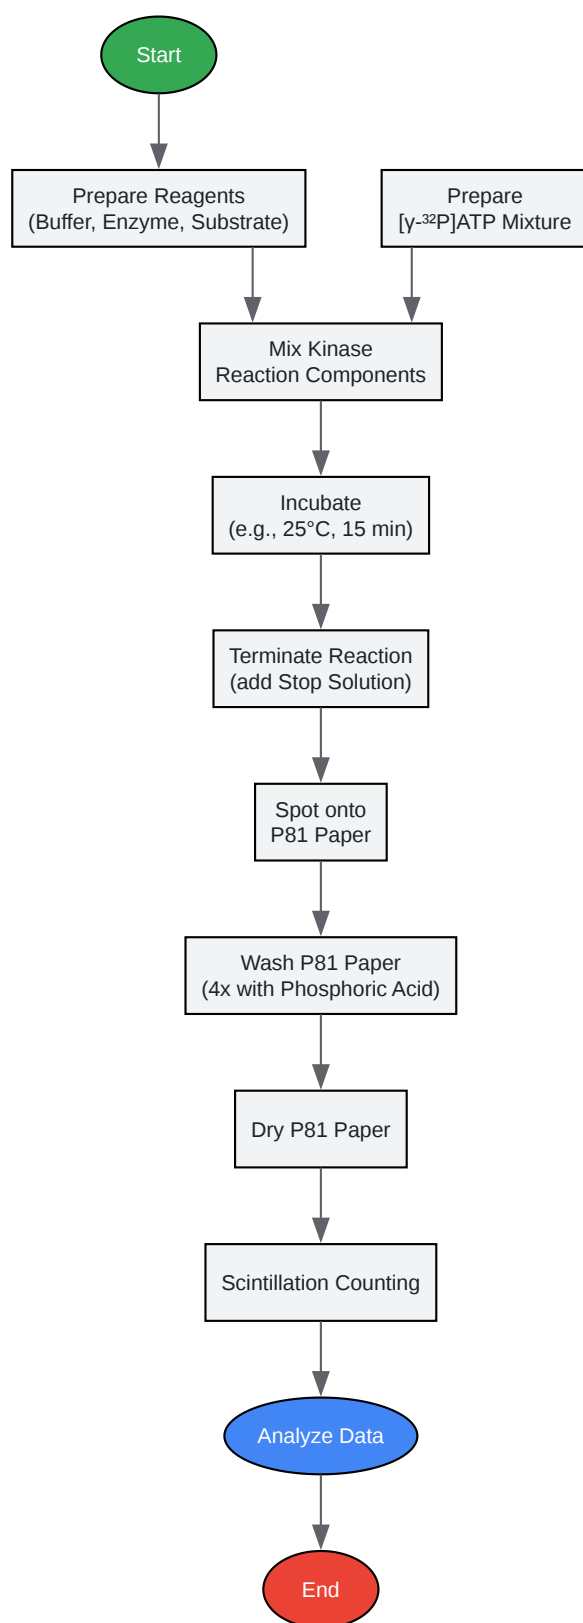 Start
Prepare Reagents
(Buffer, Enzyme, Substrate)
Prepare
[γ-³²P]ATP Mixture
Mix Kinase
Reaction Components
Incubate
(e.g., 25°C, 15 min)
Terminate Reaction
(add Stop Solution)
Spot onto
P81 Paper
Wash P81 Paper
(4x with Phosphoric Acid)
Dry P81 Paper
Scintillation Counting
Analyze Data
End